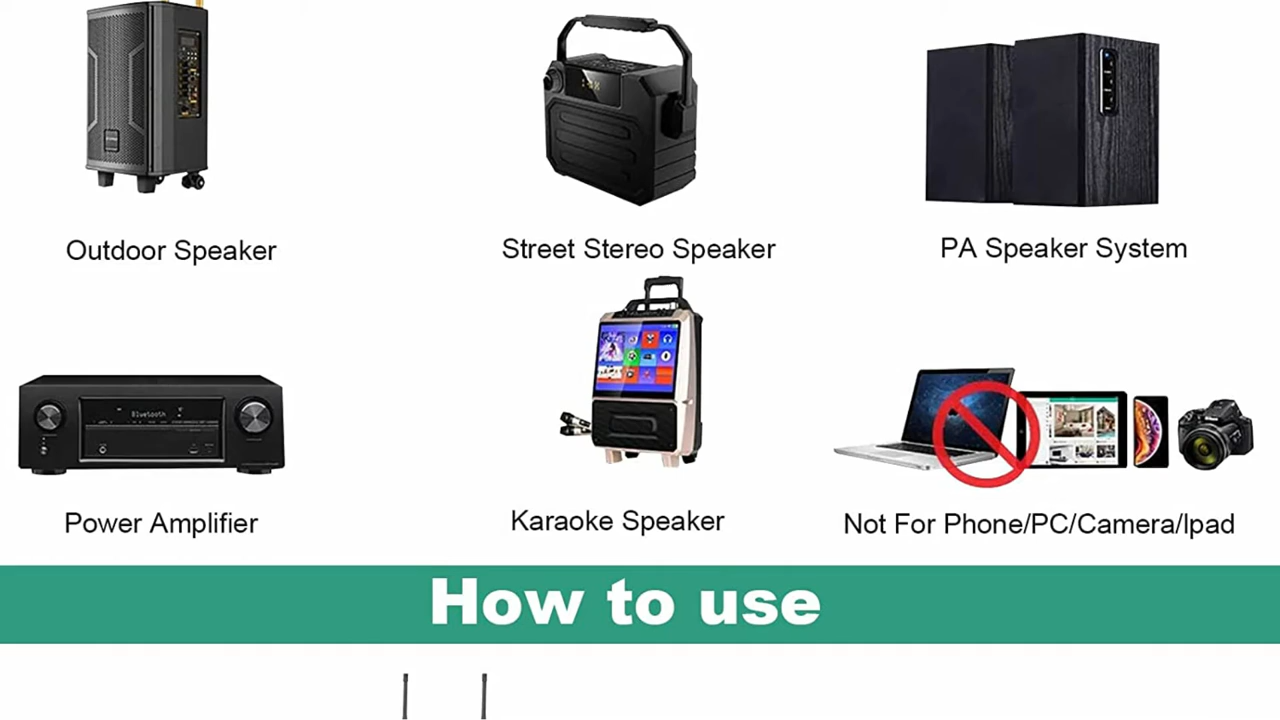 Outdoor Speaker
Street Stereo Speaker
PA Speaker System
Bluetooth
Power Amplifier
Karaoke Speaker
Not For Phone/PC/Camera/Ipad
How to use